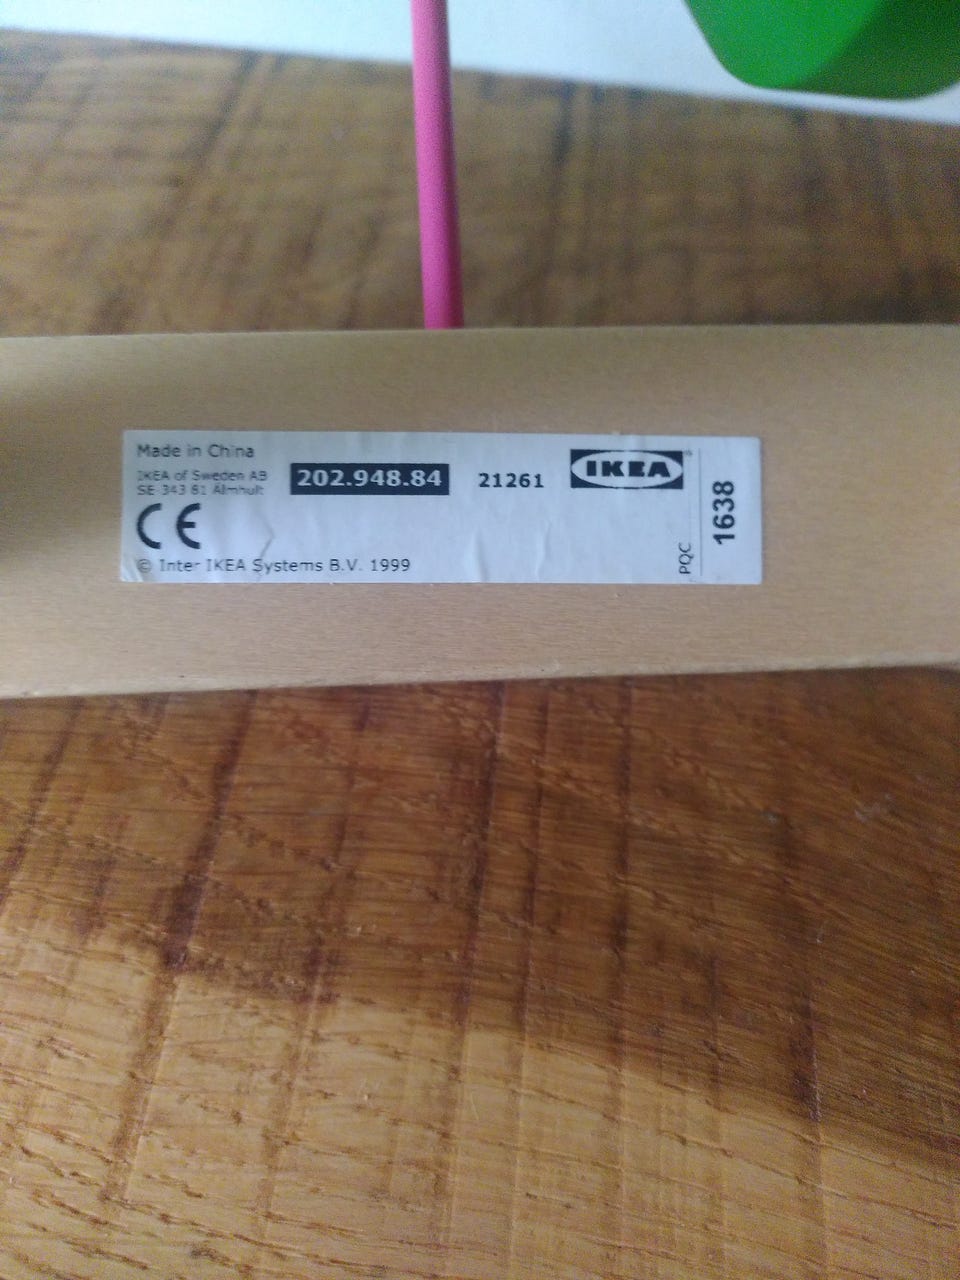 Made in China
IKEA of Sweden AB
SE-343 81 Älmhult
202.948.84
21261
IKEA®
CE
© Inter IKEA Systems B.V. 1999
PQC
1638